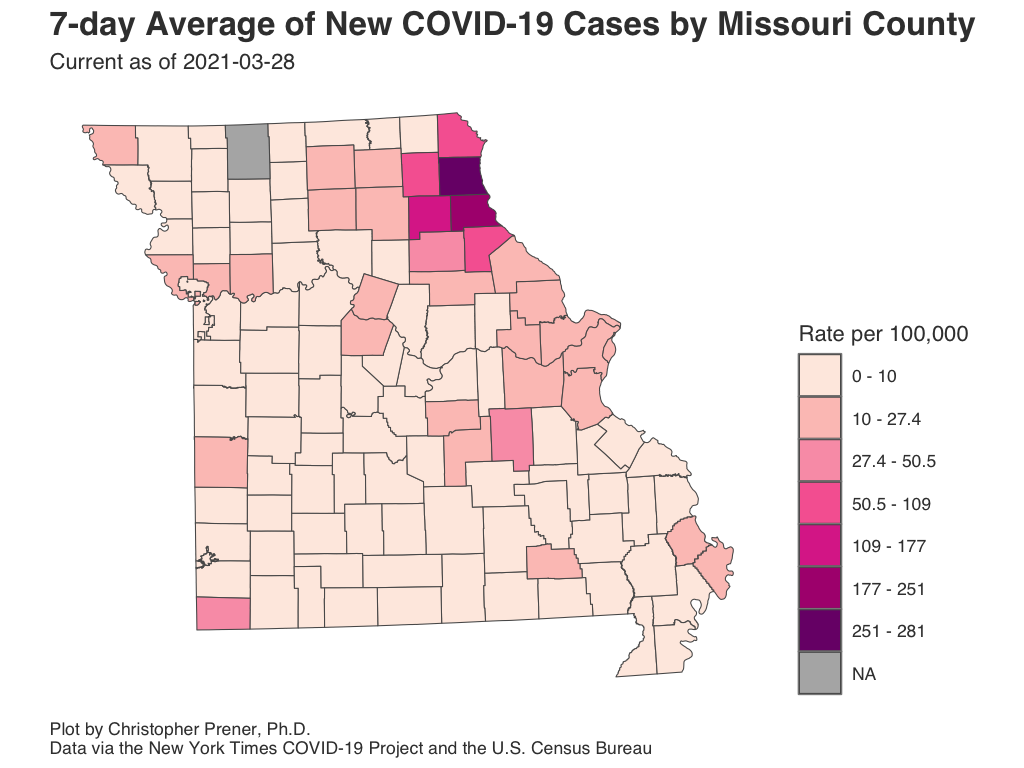 7-day Average of New COVID-19 Cases by Missouri County
Current as of 2021-03-28
Rate per 100,000
0 - 10
10 - 27.4
27.4 - 50.5
50.5 - 109
109 - 177
177 - 251
251 - 281
NA
Plot by Christopher Prener, Ph.D.
Data via the New York Times COVID-19 Project and the U.S. Census Bureau